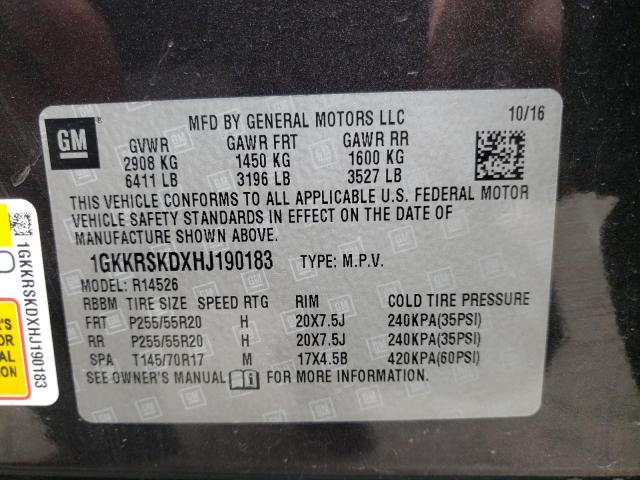 MFD BY GENERAL MOTORS LLC
10/16
GM
GVWR GAWR FRT GAWR RR
2908 KG 1450 KG 1600 KG
6411 LB 3196 LB 3527 LB
THIS VEHICLE CONFORMS TO ALL APPLICABLE U.S. FEDERAL MOTOR
VEHICLE SAFETY STANDARDS IN EFFECT ON THE DATE OF
MANUFACTURE SHOWN ABOVE.
1GKKRSKDXHJ190183 TYPE: M.P.V.
MODEL: R14526
RBBM TIRE SIZE SPEED RTG RIM COLD TIRE PRESSURE
FRT P255/55R20 H 20X7.5J 240KPA(35PSI)
RR P255/55R20 H 20X7.5J 240KPA(35PSI)
SPA T145/70R17 M 17X4.5B 420KPA(60PSI)
SEE OWNER'S MANUAL FOR MORE INFORMATION
1GKKRSKDXHJ190183